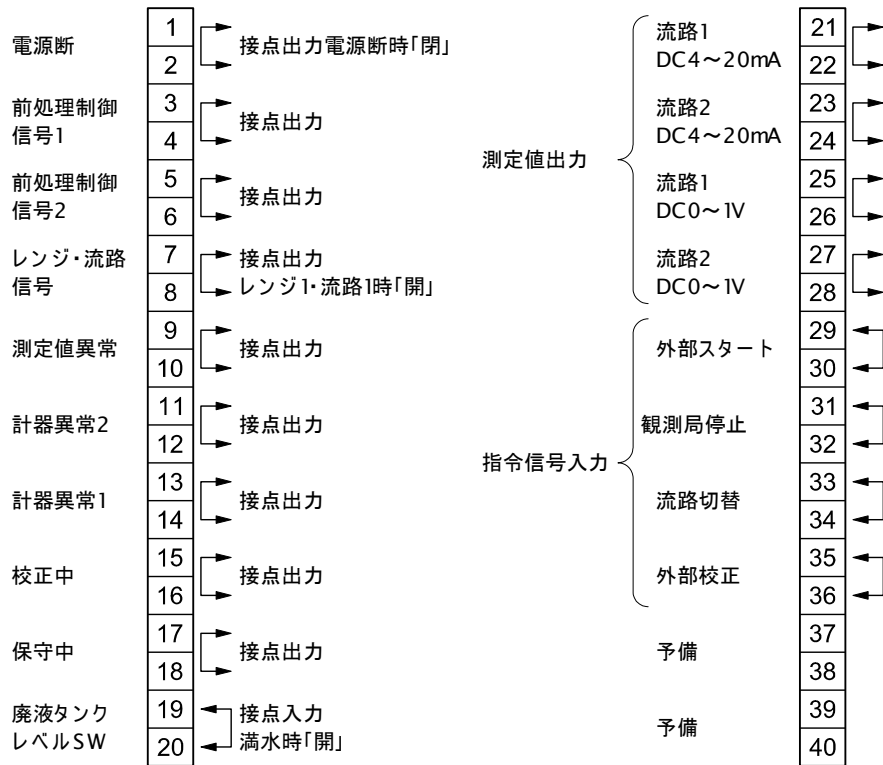 電源断
1
2
接点出力電源断時「閉」
前処理制御
信号1
3
4
接点出力
前処理制御
信号2
5
6
接点出力
レンジ・流路
信号
7
8
接点出力
レンジ1・流路1時「開」
測定値異常
9
10
接点出力
計器異常2
11
12
接点出力
計器異常1
13
14
接点出力
校正中
15
16
接点出力
保守中
17
18
接点出力
廃液タンク
レベルSW
19
20
接点入力
満水時「開」
測定値出力
流路1
DC4～20mA
21
22
流路2
DC4～20mA
23
24
流路1
DC0～1V
25
26
流路2
DC0～1V
27
28
指令信号入力
外部スタート
29
30
観測局停止
31
32
流路切替
33
34
外部校正
35
36
予備
37
38
予備
39
40